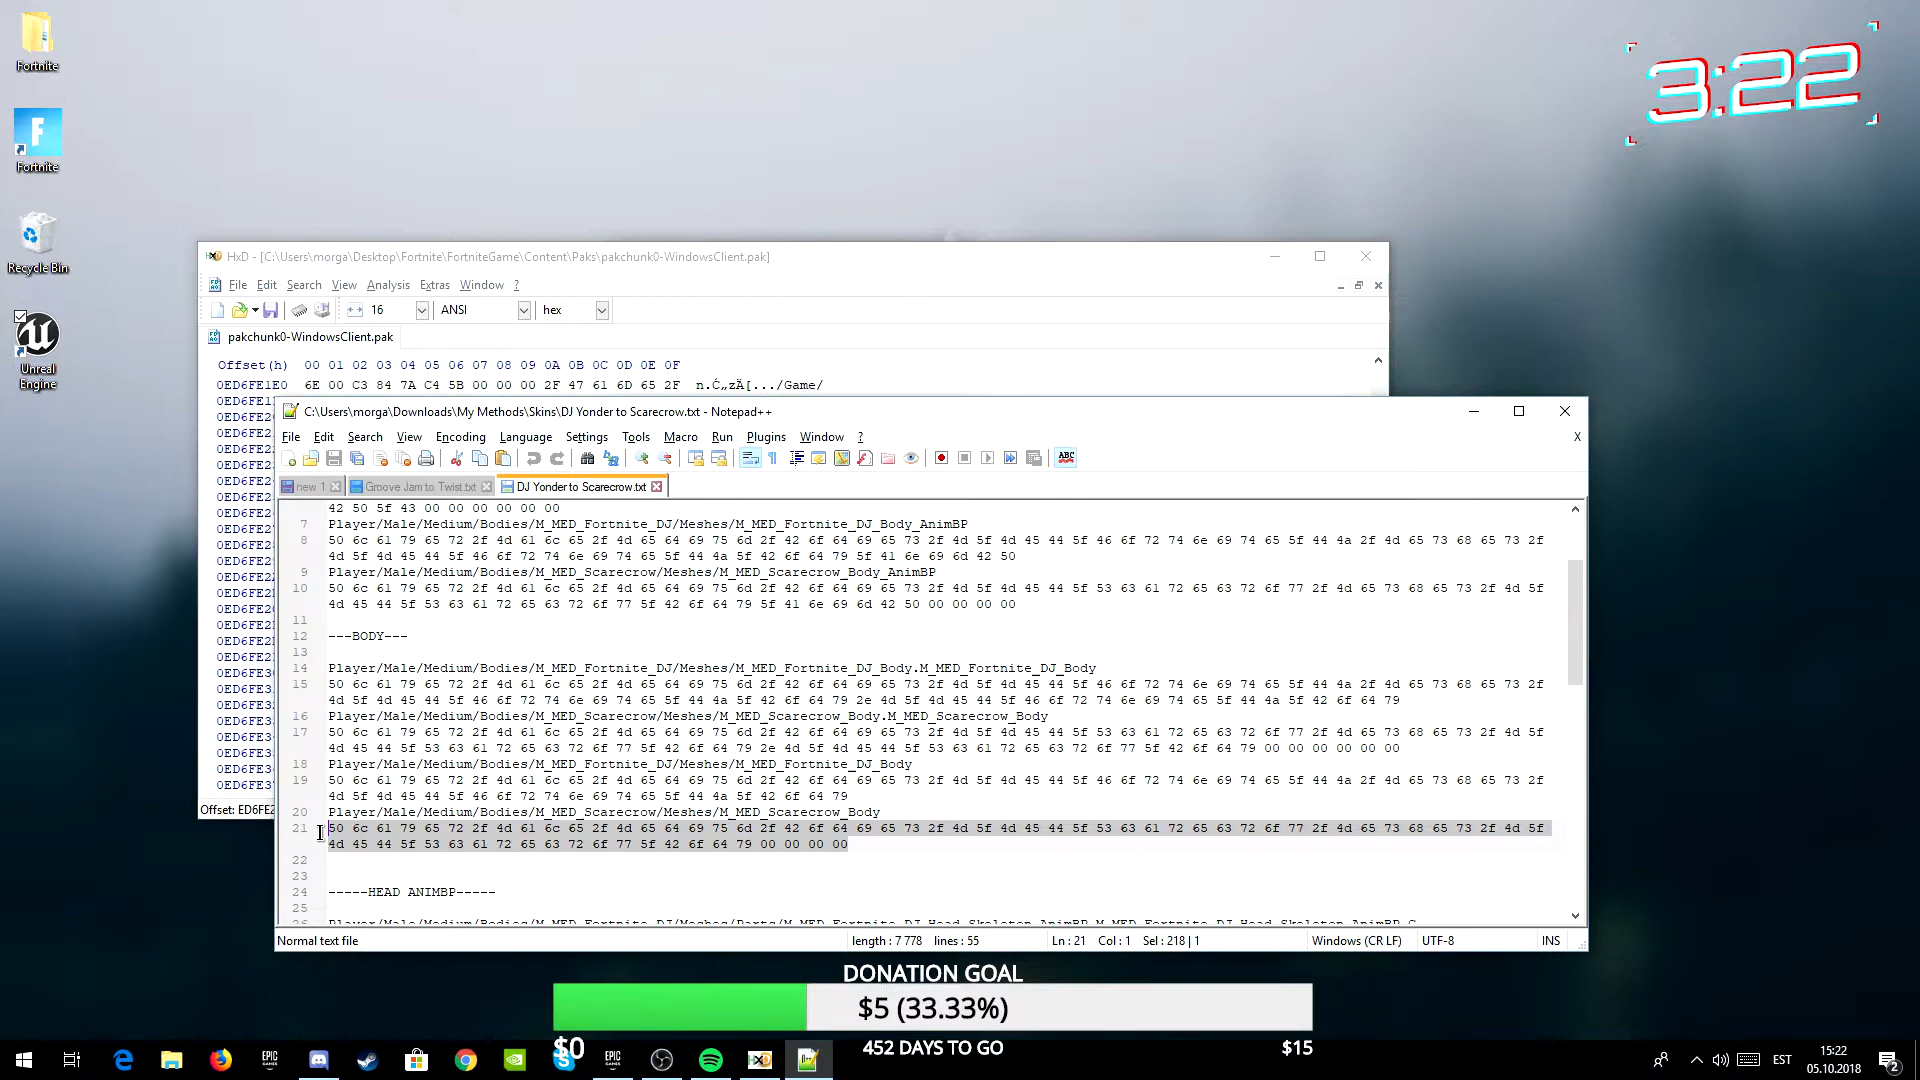 Fortnite
Fortnite
Recycle Bin
Unreal
Engine
3:22
HxD - [C:\Users\morga\Desktop\Fortnite\FortniteGame\Content\Paks\pakchunk0-WindowsClient.pak]
File Edit Search View Analysis Extras Window ?
16 ANSI hex
pakchunk0-WindowsClient.pak
Offset(h) 00 01 02 03 04 05 06 07 08 09 0A 0B 0C 0D 0E 0F
0ED6FE1E0 6E 00 C3 84 7A C4 5B 00 00 00 2F 47 61 6D 65 2F n.Ć„zÄ[.../Game/
Offset: ED6FE2
C:\Users\morga\Downloads\My Methods\Skins\DJ Yonder to Scarecrow.txt - Notepad++
File Edit Search View Encoding Language Settings Tools Macro Run Plugins Window ? X
new 1 Groove Jam to Twist.txt DJ Yonder to Scarecrow.txt
42 50 5f 43 00 00 00 00 00 00
7 Player/Male/Medium/Bodies/M_MED_Fortnite_DJ/Meshes/M_MED_Fortnite_DJ_Body_AnimBP
8 50 6c 61 79 65 72 2f 4d 61 6c 65 2f 4d 65 64 69 75 6d 2f 42 6f 64 69 65 73 2f 4d 5f 4d 45 44 5f 46 6f 72 74 6e 69 74 65 5f 44 4a 2f 4d 65 73 68 65 73 2f
4d 5f 4d 45 44 5f 46 6f 72 74 6e 69 74 65 5f 44 4a 5f 42 6f 64 79 5f 41 6e 69 6d 42 50
9 Player/Male/Medium/Bodies/M_MED_Scarecrow/Meshes/M_MED_Scarecrow_Body_AnimBP
10 50 6c 61 79 65 72 2f 4d 61 6c 65 2f 4d 65 64 69 75 6d 2f 42 6f 64 69 65 73 2f 4d 5f 4d 45 44 5f 53 63 61 72 65 63 72 6f 77 2f 4d 65 73 68 65 73 2f 4d 5f
4d 45 44 5f 53 63 61 72 65 63 72 6f 77 5f 42 6f 64 79 5f 41 6e 69 6d 42 50 00 00 00 00
11
12 ---BODY---
13
14 Player/Male/Medium/Bodies/M_MED_Fortnite_DJ/Meshes/M_MED_Fortnite_DJ_Body.M_MED_Fortnite_DJ_Body
15 50 6c 61 79 65 72 2f 4d 61 6c 65 2f 4d 65 64 69 75 6d 2f 42 6f 64 69 65 73 2f 4d 5f 4d 45 44 5f 46 6f 72 74 6e 69 74 65 5f 44 4a 2f 4d 65 73 68 65 73 2f
4d 5f 4d 45 44 5f 46 6f 72 74 6e 69 74 65 5f 44 4a 5f 42 6f 64 79 2e 4d 5f 4d 45 44 5f 46 6f 72 74 6e 69 74 65 5f 44 4a 5f 42 6f 64 79
16 Player/Male/Medium/Bodies/M_MED_Scarecrow/Meshes/M_MED_Scarecrow_Body.M_MED_Scarecrow_Body
17 50 6c 61 79 65 72 2f 4d 61 6c 65 2f 4d 65 64 69 75 6d 2f 42 6f 64 69 65 73 2f 4d 5f 4d 45 44 5f 53 63 61 72 65 63 72 6f 77 2f 4d 65 73 68 65 73 2f 4d 5f
4d 45 44 5f 53 63 61 72 65 63 72 6f 77 5f 42 6f 64 79 2e 4d 5f 4d 45 44 5f 53 63 61 72 65 63 72 6f 77 5f 42 6f 64 79 00 00 00 00 00 00
18 Player/Male/Medium/Bodies/M_MED_Fortnite_DJ/Meshes/M_MED_Fortnite_DJ_Body
19 50 6c 61 79 65 72 2f 4d 61 6c 65 2f 4d 65 64 69 75 6d 2f 42 6f 64 69 65 73 2f 4d 5f 4d 45 44 5f 46 6f 72 74 6e 69 74 65 5f 44 4a 2f 4d 65 73 68 65 73 2f
4d 5f 4d 45 44 5f 46 6f 72 74 6e 69 74 65 5f 44 4a 5f 42 6f 64 79
20 Player/Male/Medium/Bodies/M_MED_Scarecrow/Meshes/M_MED_Scarecrow_Body
21 50 6c 61 79 65 72 2f 4d 61 6c 65 2f 4d 65 64 69 75 6d 2f 42 6f 64 69 65 73 2f 4d 5f 4d 45 44 5f 53 63 61 72 65 63 72 6f 77 2f 4d 65 73 68 65 73 2f 4d 5f
4d 45 44 5f 53 63 61 72 65 63 72 6f 77 5f 42 6f 64 79 00 00 00 00
22
23
24 -----HEAD ANIMBP-----
25
Normal text file length : 7 778 lines : 55 Ln : 21 Col : 1 Sel : 218 | 1 Windows (CR LF) UTF-8 INS
DONATION GOAL
$5 (33.33%)
$0 452 DAYS TO GO $15
EST
15:22
05.10.2018
2